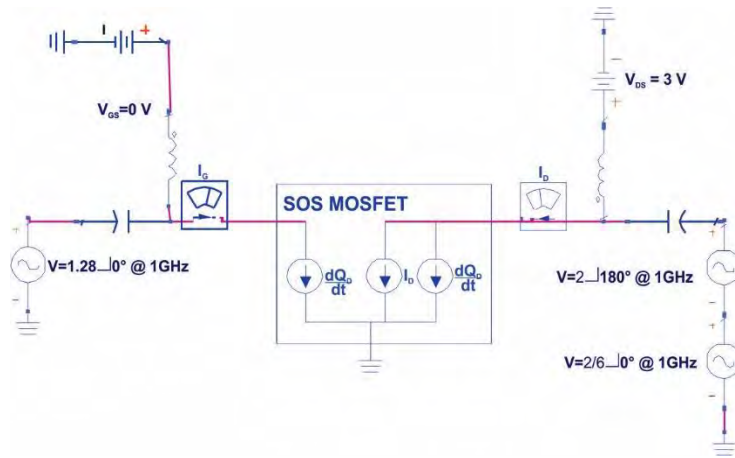 I +
V_GS=0 V
I_G
V=1.28⏌0° @ 1GHz
+
−
SOS MOSFET
dQ_D
dt
I_D
dQ_D
dt
I_D
−
V_DS = 3 V
+
+
V=2⏌180° @ 1GHz
−
+
V=2/6⏌0° @ 1GHz
−